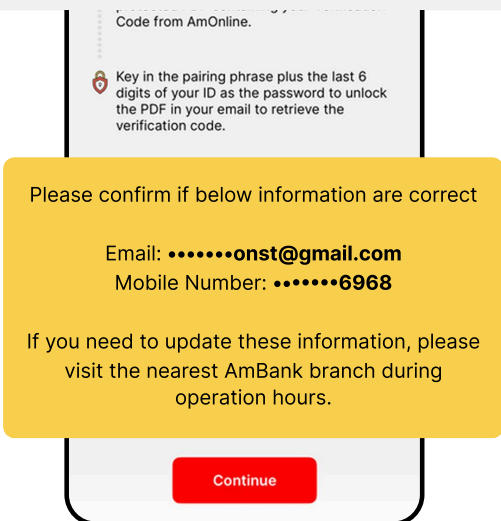 Code from AmOnline.
Key in the pairing phrase plus the last 6
digits of your ID as the password to unlock
the PDF in your email to retrieve the
verification code.
Please confirm if below information are correct
Email: •••••••onst@gmail.com
Mobile Number: •••••••6968
If you need to update these information, please
visit the nearest AmBank branch during
operation hours.
Continue